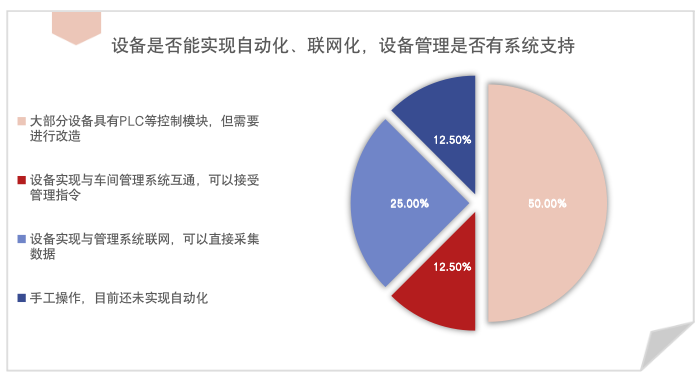 设备是否能实现自动化、联网化，设备管理是否有系统支持
大部分设备具有PLC等控制模块，但需要
进行改造
设备实现与车间管理系统互通，可以接受
管理指令
设备实现与管理系统联网，可以直接采集
数据
手工操作，目前还未实现自动化
12.50%
25.00%
50.00%
12.50%